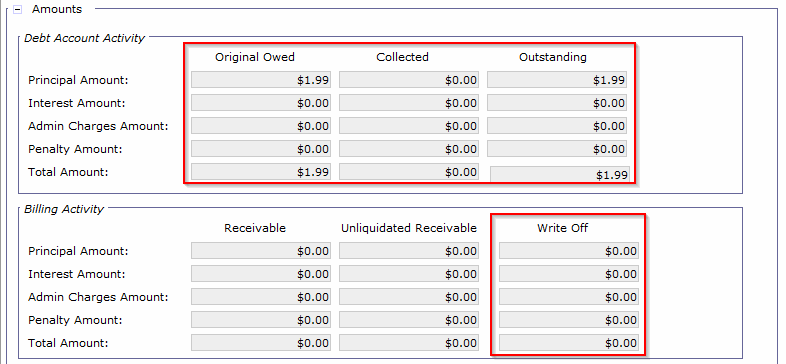 Amounts
Debt Account Activity
Original Owed Collected Outstanding
Principal Amount: $1.99 $0.00 $1.99
Interest Amount: $0.00 $0.00 $0.00
Admin Charges Amount: $0.00 $0.00 $0.00
Penalty Amount: $0.00 $0.00 $0.00
Total Amount: $1.99 $0.00 $1.99
Billing Activity
Receivable Unliquidated Receivable Write Off
Principal Amount: $0.00 $0.00 $0.00
Interest Amount: $0.00 $0.00 $0.00
Admin Charges Amount: $0.00 $0.00 $0.00
Penalty Amount: $0.00 $0.00 $0.00
Total Amount: $0.00 $0.00 $0.00